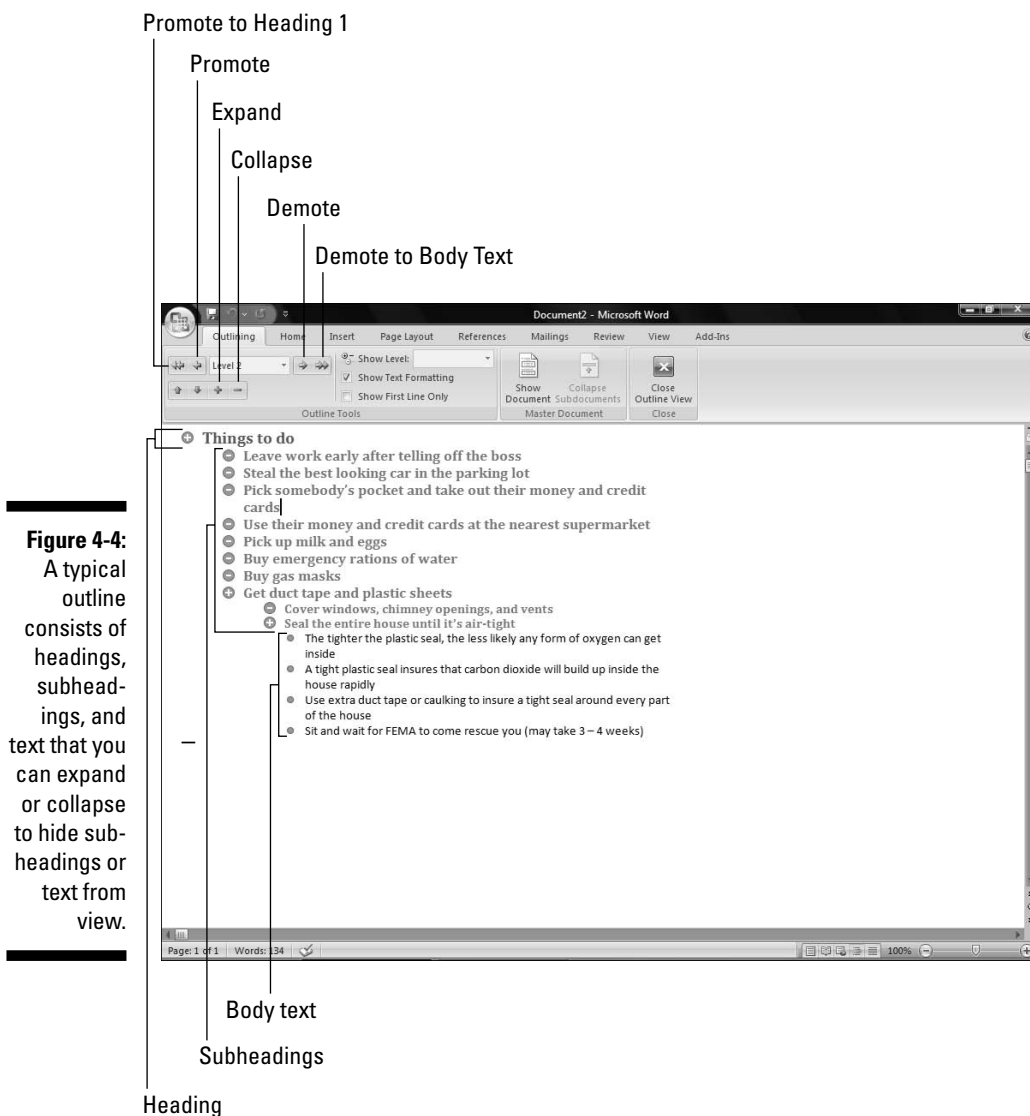 Promote to Heading 1
Promote
Expand
Collapse
Demote
Demote to Body Text
Document2 - Microsoft Word
Outlining Home Insert Page Layout References Mailings Review View Add-Ins
Level 2
Show Level:
Show Text Formatting
Show First Line Only
Outline Tools
Show Document
Collapse Subdocuments
Master Document
Close Outline View
Close
Things to do
Leave work early after telling off the boss
Steal the best looking car in the parking lot
Pick somebody's pocket and take out their money and credit
cards
Use their money and credit cards at the nearest supermarket
Pick up milk and eggs
Buy emergency rations of water
Buy gas masks
Get duct tape and plastic sheets
Cover windows, chimney openings, and vents
Seal the entire house until it's air-tight
The tighter the plastic seal, the less likely any form of oxygen can get
inside
A tight plastic seal insures that carbon dioxide will build up inside the
house rapidly
Use extra duct tape or caulking to insure a tight seal around every part
of the house
Sit and wait for FEMA to come rescue you (may take 3 – 4 weeks)
Figure 4-4:
A typical
outline
consists of
headings,
subhead-
ings, and
text that you
can expand
or collapse
to hide sub-
headings or
text from
view.
Page: 1 of 1 Words: 134
100%
Body text
Subheadings
Heading